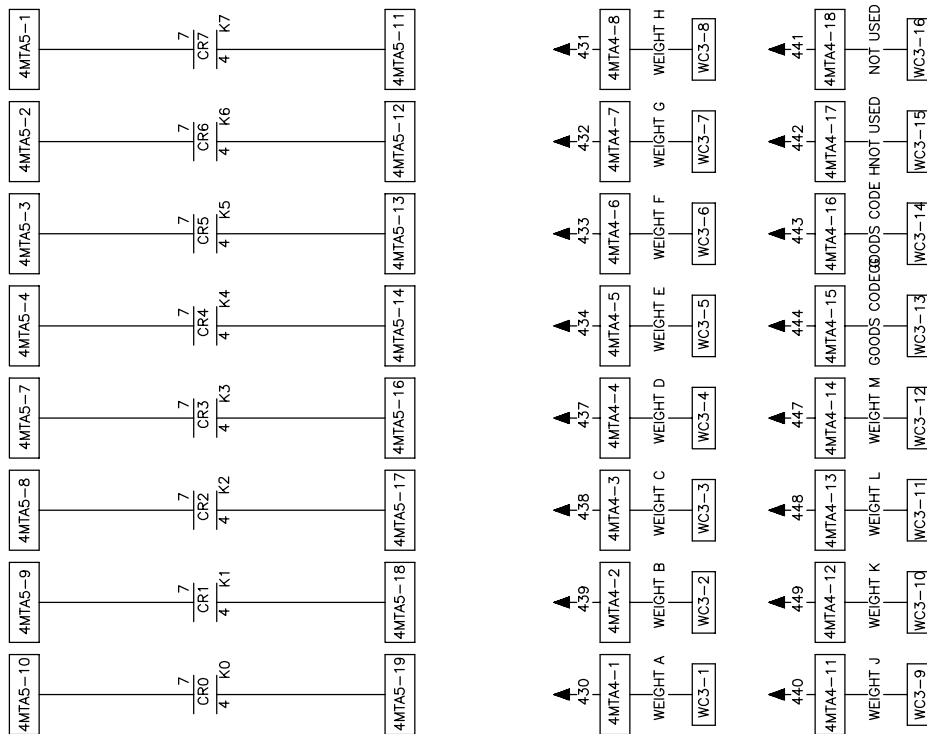 4MTA5-10 4MTA5-9 4MTA5-8 4MTA5-7 4MTA5-4 4MTA5-3 4MTA5-2 4MTA5-1
7 7 7 7 7 7 7 7
CR0 CR1 CR2 CR3 CR4 CR5 CR6 CR7
4 K0 4 K1 4 K2 4 K3 4 K4 4 K5 4 K6 4 K7
4MTA5-19 4MTA5-18 4MTA5-17 4MTA5-16 4MTA5-14 4MTA5-13 4MTA5-12 4MTA5-11
430 439 438 437 434 433 432 431
4MTA4-1 4MTA4-2 4MTA4-3 4MTA4-4 4MTA4-5 4MTA4-6 4MTA4-7 4MTA4-8
WEIGHT A WEIGHT B WEIGHT C WEIGHT D WEIGHT E WEIGHT F WEIGHT G WEIGHT H
WC3-1 WC3-2 WC3-3 WC3-4 WC3-5 WC3-6 WC3-7 WC3-8
440 449 448 447 444 443 442 441
4MTA4-11 4MTA4-12 4MTA4-13 4MTA4-14 4MTA4-15 4MTA4-16 4MTA4-17 4MTA4-18
WEIGHT J WEIGHT K WEIGHT L WEIGHT M GOODS CODE GOODS CODE H NOT USED NOT USED
WC3-9 WC3-10 WC3-11 WC3-12 WC3-13 WC3-14 WC3-15 WC3-16